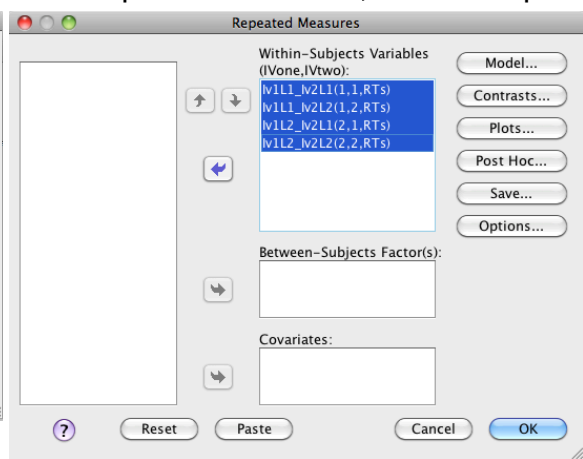 Repeated Measures
Within-Subjects Variables
(IVone,IVtwo):
Iv1L1_Iv2L1(1,1,RTs)
Iv1L1_Iv2L2(1,2,RTs)
Iv1L2_Iv2L1(2,1,RTs)
Iv1L2_Iv2L2(2,2,RTs)
Model...
Contrasts...
Plots...
Post Hoc...
Save...
Options...
Between-Subjects Factor(s):
Covariates:
?
Reset
Paste
Cancel
OK